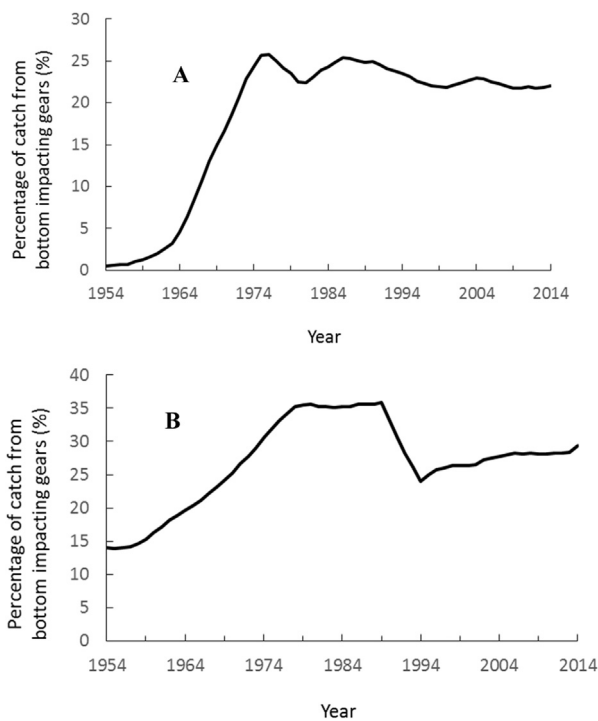 Percentage of catch from
bottom impacting gears (%)
30
25
20
15
10
5
0
A
1954 1964 1974 1984 1994 2004 2014
Year
Percentage of catch from
bottom impacting gears (%)
40
35
30
25
20
15
10
5
0
B
1954 1964 1974 1984 1994 2004 2014
Year